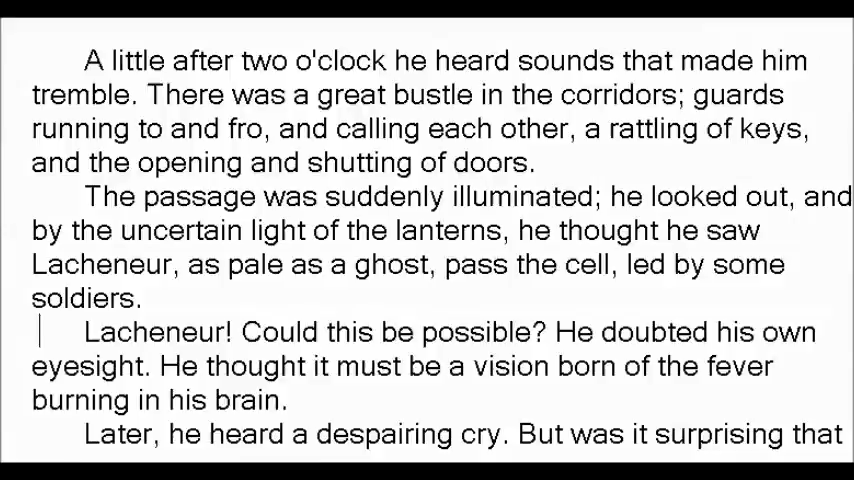 A little after two o'clock he heard sounds that made him
tremble. There was a great bustle in the corridors; guards
running to and fro, and calling each other, a rattling of keys,
and the opening and shutting of doors.
The passage was suddenly illuminated; he looked out, and
by the uncertain light of the lanterns, he thought he saw
Lacheneur, as pale as a ghost, pass the cell, led by some
soldiers.
Lacheneur! Could this be possible? He doubted his own
eyesight. He thought it must be a vision born of the fever
burning in his brain.
Later, he heard a despairing cry. But was it surprising that